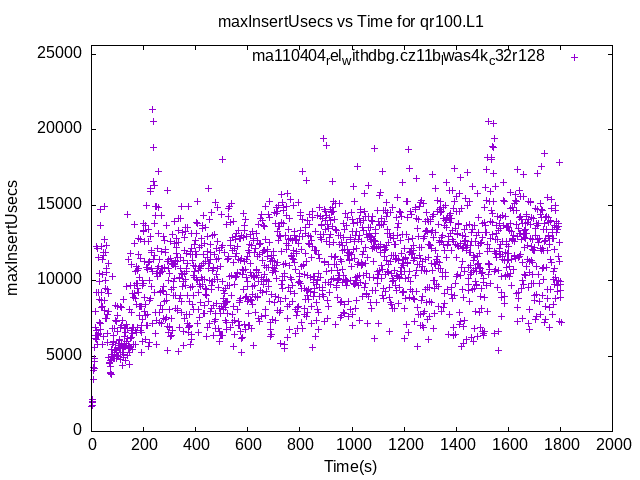 maxInsertUsecs vs Time for qr100.L1
ma110404_rel_withdbg.cz11b_lwas4k_c32r128
maxInsertUsecs
25000
20000
15000
10000
5000
0
0 200 400 600 800 1000 1200 1400 1600 1800 2000
Time(s)